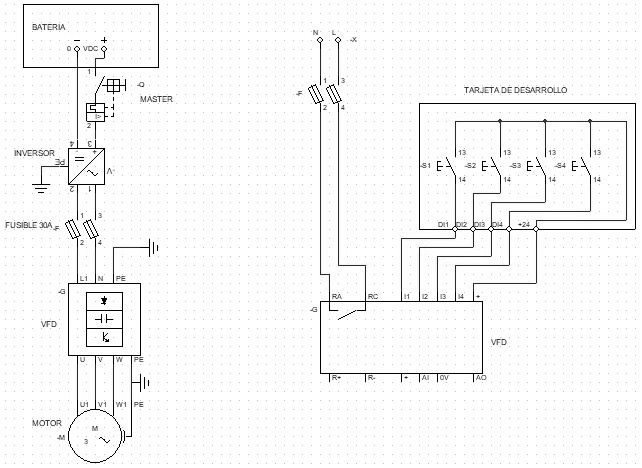 BATERIA
- +
0 VDC
1
-Q
MASTER
I>
2
4 3
- +
INVERSOR
PE
-V
2 1
FUSIBLE 30A -F
1 3
2 4
L1 N PE
-G
VFD
U V W PE
U1 V1 W1 PE
MOTOR
-M
M
3
N L -X
1 3
-F
2 4
TARJETA DE DESARROLLO
13 13 13 13
-S1 -S2 -S3 -S4
14 14 14 14
DI1 DI2 DI3 DI4 +24
RA RC I1 I2 I3 I4 +
-G
VFD
R+ R- + AI 0V AO